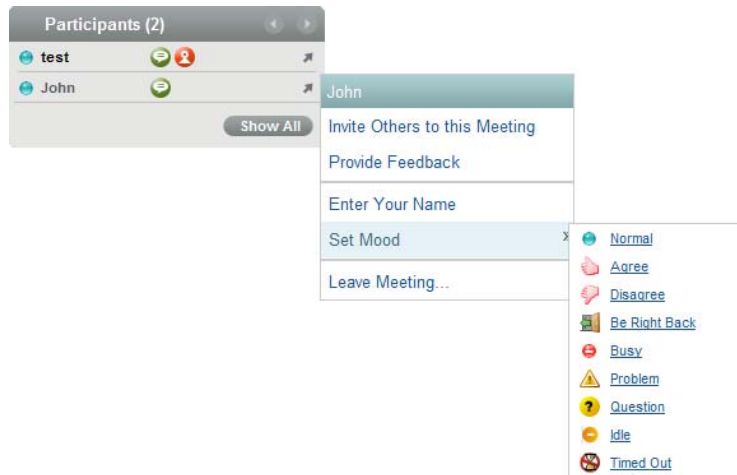 Participants (2)
test
John
Show All
John
Invite Others to this Meeting
Provide Feedback
Enter Your Name
Set Mood
Leave Meeting...
Normal
Agree
Disagree
Be Right Back
Busy
Problem
Question
Idle
Timed Out